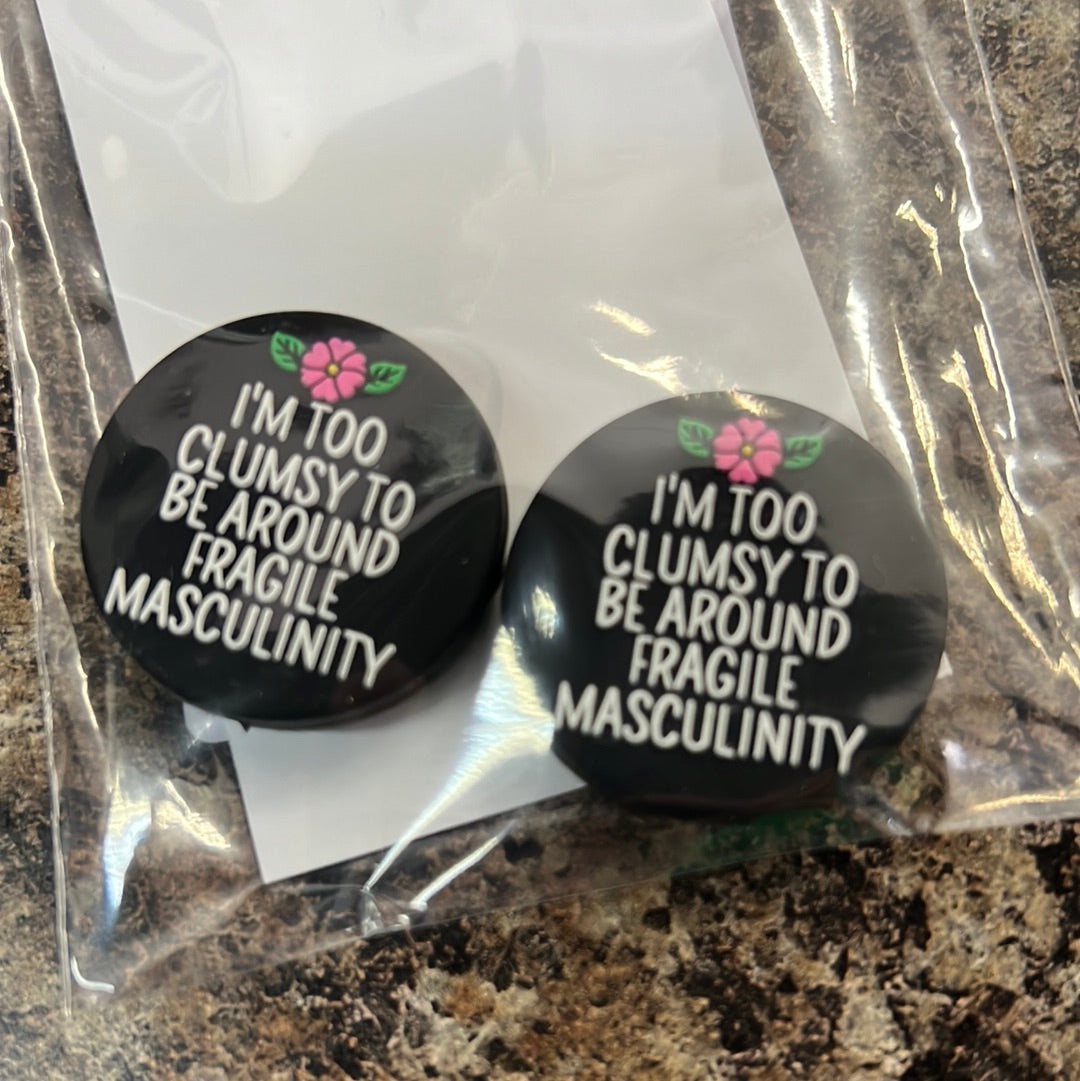 I'M TOO
CLUMSY TO
BE AROUND
FRAGILE
MASCULINITY
I'M TOO
CLUMSY TO
BE AROUND
FRAGILE
MASCULINITY